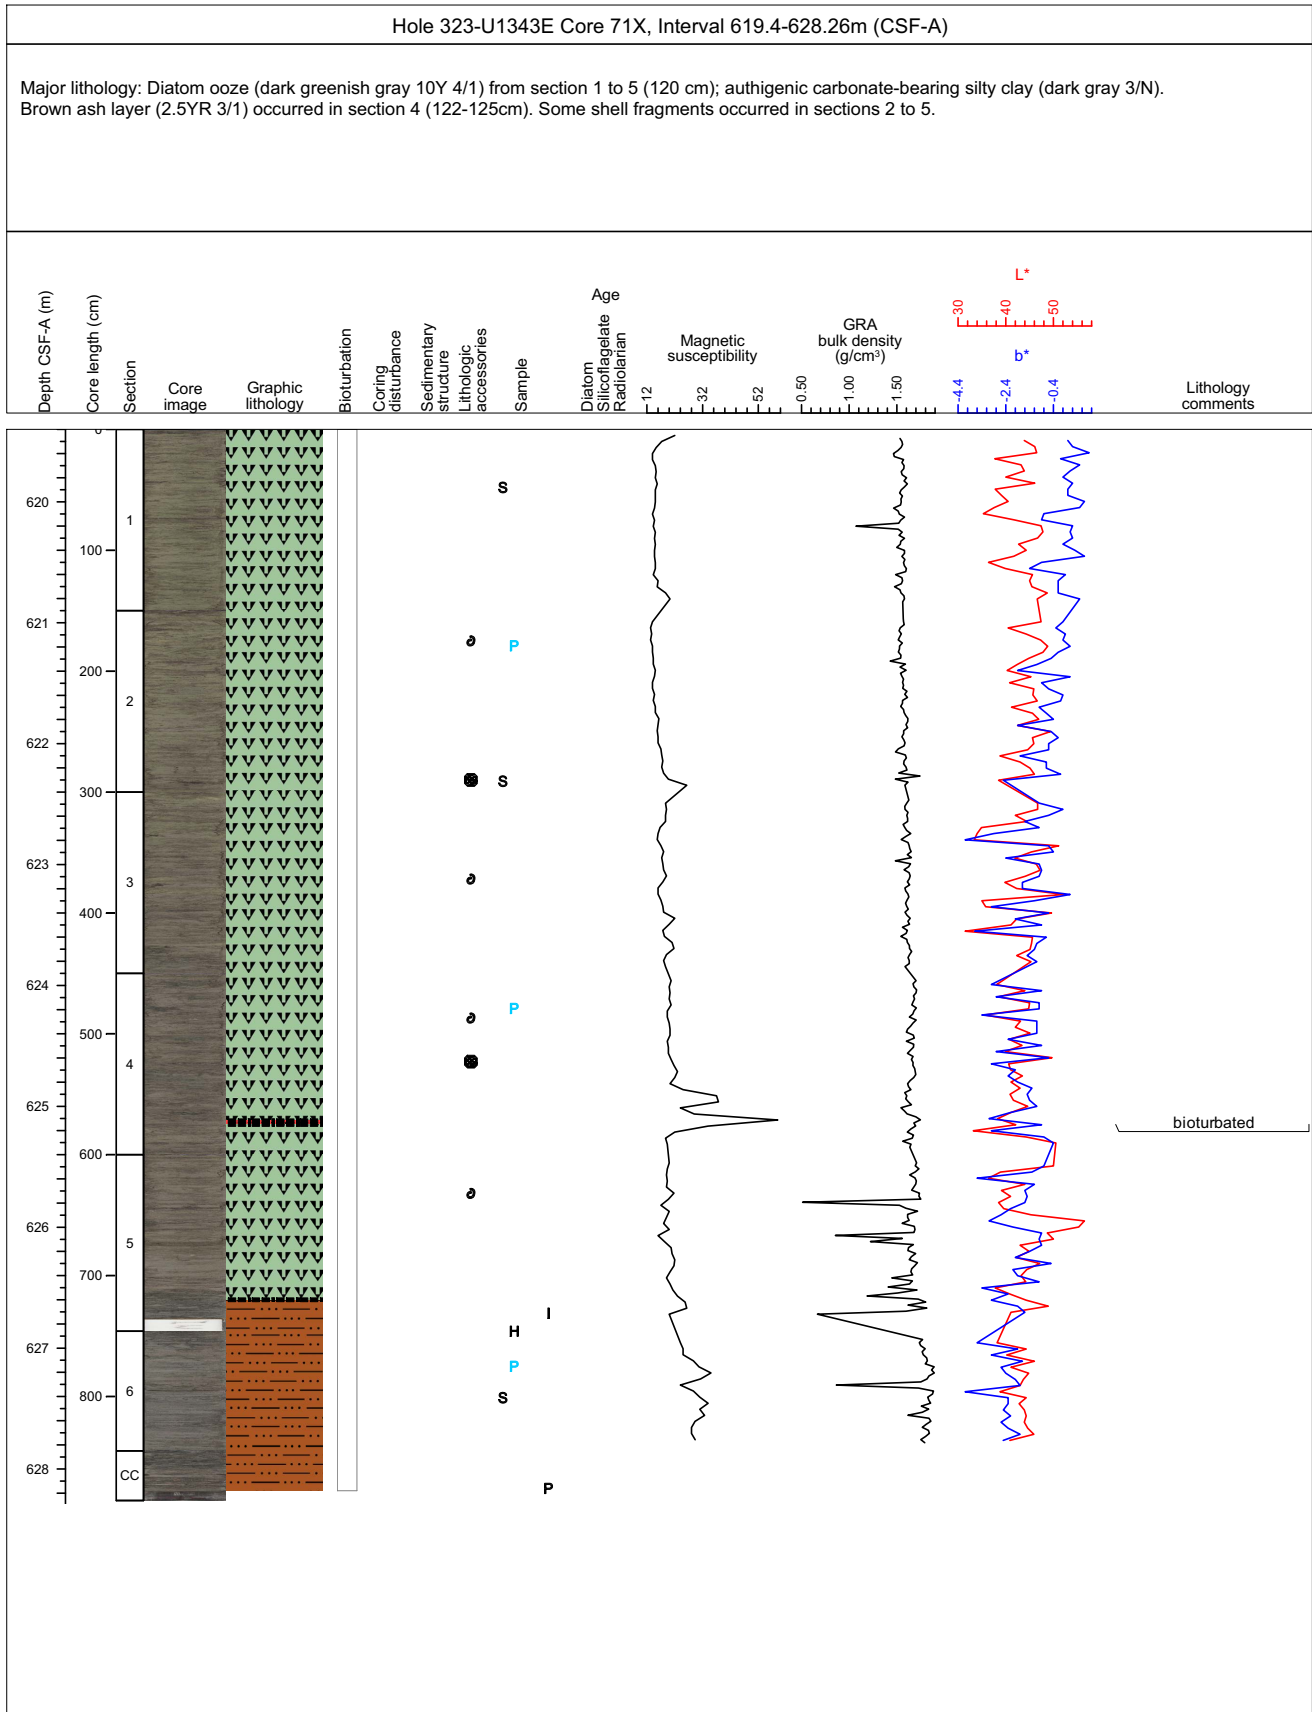 Hole 323-U1343E Core 71X, Interval 619.4-628.26m (CSF-A)
Major lithology: Diatom ooze (dark greenish gray 10Y 4/1) from section 1 to 5 (120 cm); authigenic carbonate-bearing silty clay (dark gray 3/N).
Brown ash layer (2.5YR 3/1) occurred in section 4 (122-125cm). Some shell fragments occurred in sections 2 to 5.
Depth CSF-A (m)
Core length (cm)
Section
Core
image
Graphic
lithology
Bioturbation
Coring
disturbance
Sedimentary
structure
Lithologic
accessories
Sample
Age
Diatom
Silicoflagelate
Radiolarian
Magnetic
susceptibility
12 32 52
GRA
bulk density
(g/cm³)
0.50 1.00 1.50
L*
30 40 50
b*
-4.4 -2.4 -0.4
Lithology
comments
0
S
620
1
100
621
P
200
2
622
S
300
623
3
400
624
P
500
4
625
bioturbated
600
626
5
700
I
H
627
P
6
800
S
628
CC
P